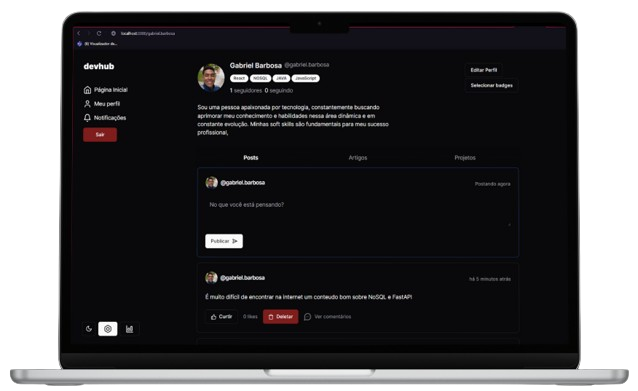 localhost:3000/gabriel.barbosa
devhub
Página Inicial
Meu perfil
Notificações
Sair
Gabriel Barbosa @gabriel.barbosa
React NOSQL JAVA JavaScript
1 seguidores 0 seguindo
Editar Perfil
Selecionar badges
Sou uma pessoa apaixonada por tecnologia, constantemente buscando
aprimorar meu conhecimento e habilidades nessa área dinâmica e em
constante evolução. Minhas soft skills são fundamentais para meu sucesso
profissional,
Posts Artigos Projetos
@gabriel.barbosa Postando agora
No que você está pensando?
Publicar
@gabriel.barbosa há 5 minutos atrás
É muito difícil de encontrar na internet um conteudo bom sobre NoSQL e FastAPI
Curtir 0 likes Deletar Ver comentários